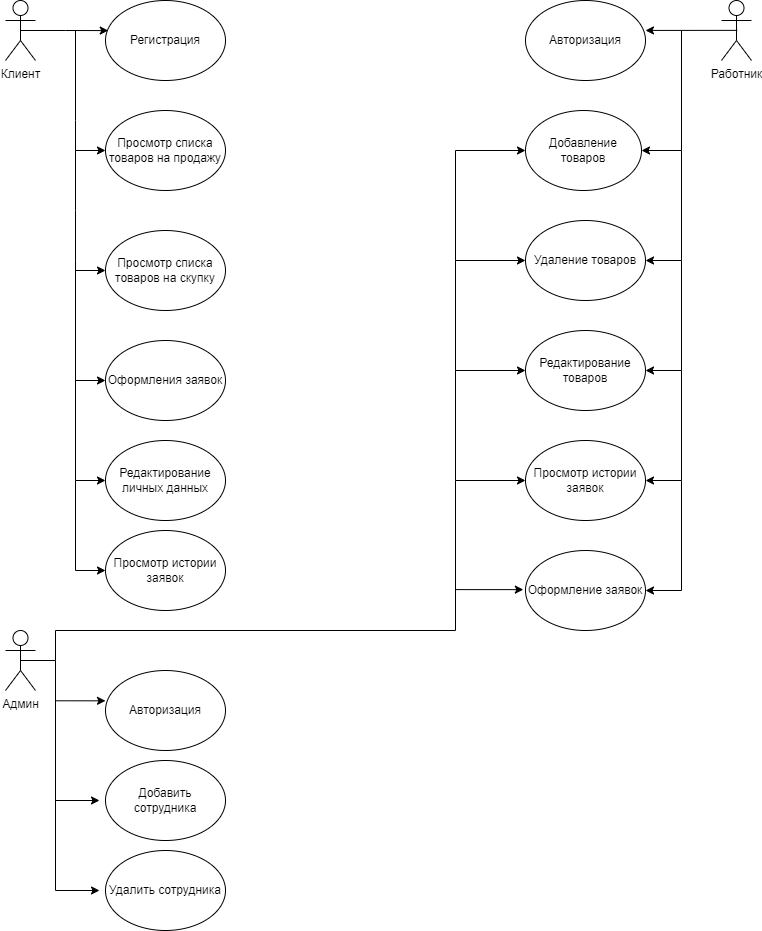 Клиент
Регистрация
Просмотр списка
товаров на продажу
Просмотр списка
товаров на скупку
Оформления заявок
Редактирование
личных данных
Просмотр истории
заявок
Работник
Авторизация
Добавление
товаров
Удаление товаров
Редактирование
товаров
Просмотр истории
заявок
Оформление заявок
Админ
Авторизация
Добавить
сотрудника
Удалить сотрудника